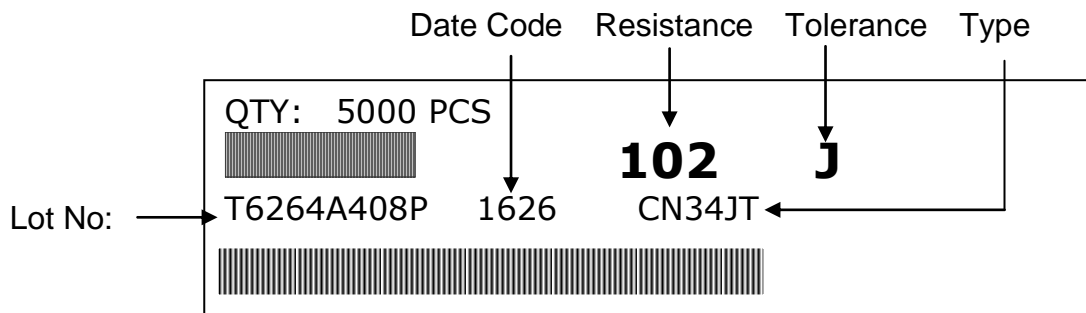 Date Code Resistance Tolerance Type
QTY: 5000 PCS
102 J
Lot No: T6264A408P 1626 CN34JT